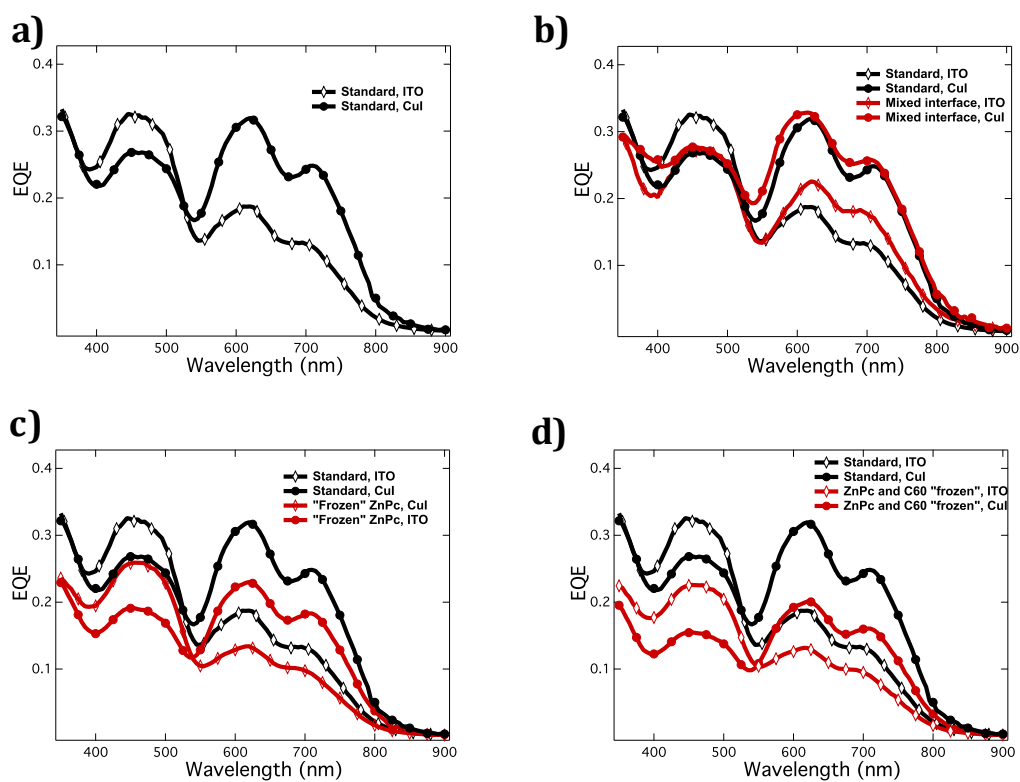 a)
0.4
0.3
0.2
0.1
EQE
Standard, ITO
Standard, CuI
400 500 600 700 800 900
Wavelength (nm)
b)
0.4
0.3
0.2
0.1
EQE
Standard, ITO
Standard, CuI
Mixed interface, ITO
Mixed interface, CuI
400 500 600 700 800 900
Wavelength (nm)
c)
0.4
0.3
0.2
0.1
EQE
Standard, ITO
Standard, CuI
"Frozen" ZnPc, CuI
"Frozen" ZnPc, ITO
400 500 600 700 800 900
Wavelength (nm)
d)
0.4
0.3
0.2
0.1
EQE
Standard, ITO
Standard, CuI
ZnPc and C60 "frozen", ITO
ZnPc and C60 "frozen", CuI
400 500 600 700 800 900
Wavelength (nm)